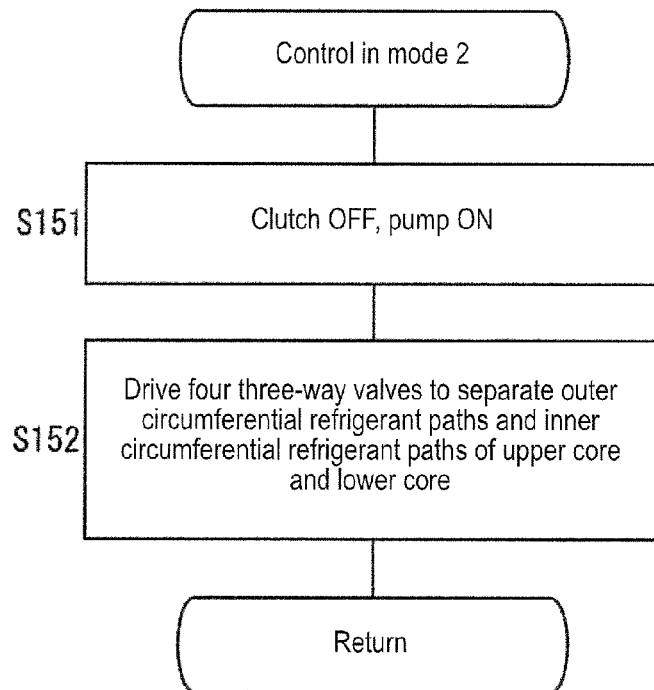 Control in mode 2
S151
Clutch OFF, pump ON
S152
Drive four three-way valves to separate outer
circumferential refrigerant paths and inner
circumferential refrigerant paths of upper core
and lower core
Return